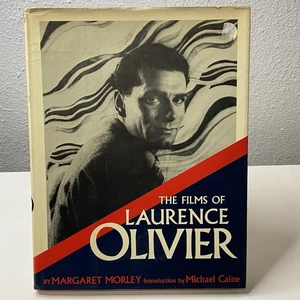 THE FILMS OF
LAURENCE
OLIVIER
BY MARGARET MORLEY Introduction by Michael Caine